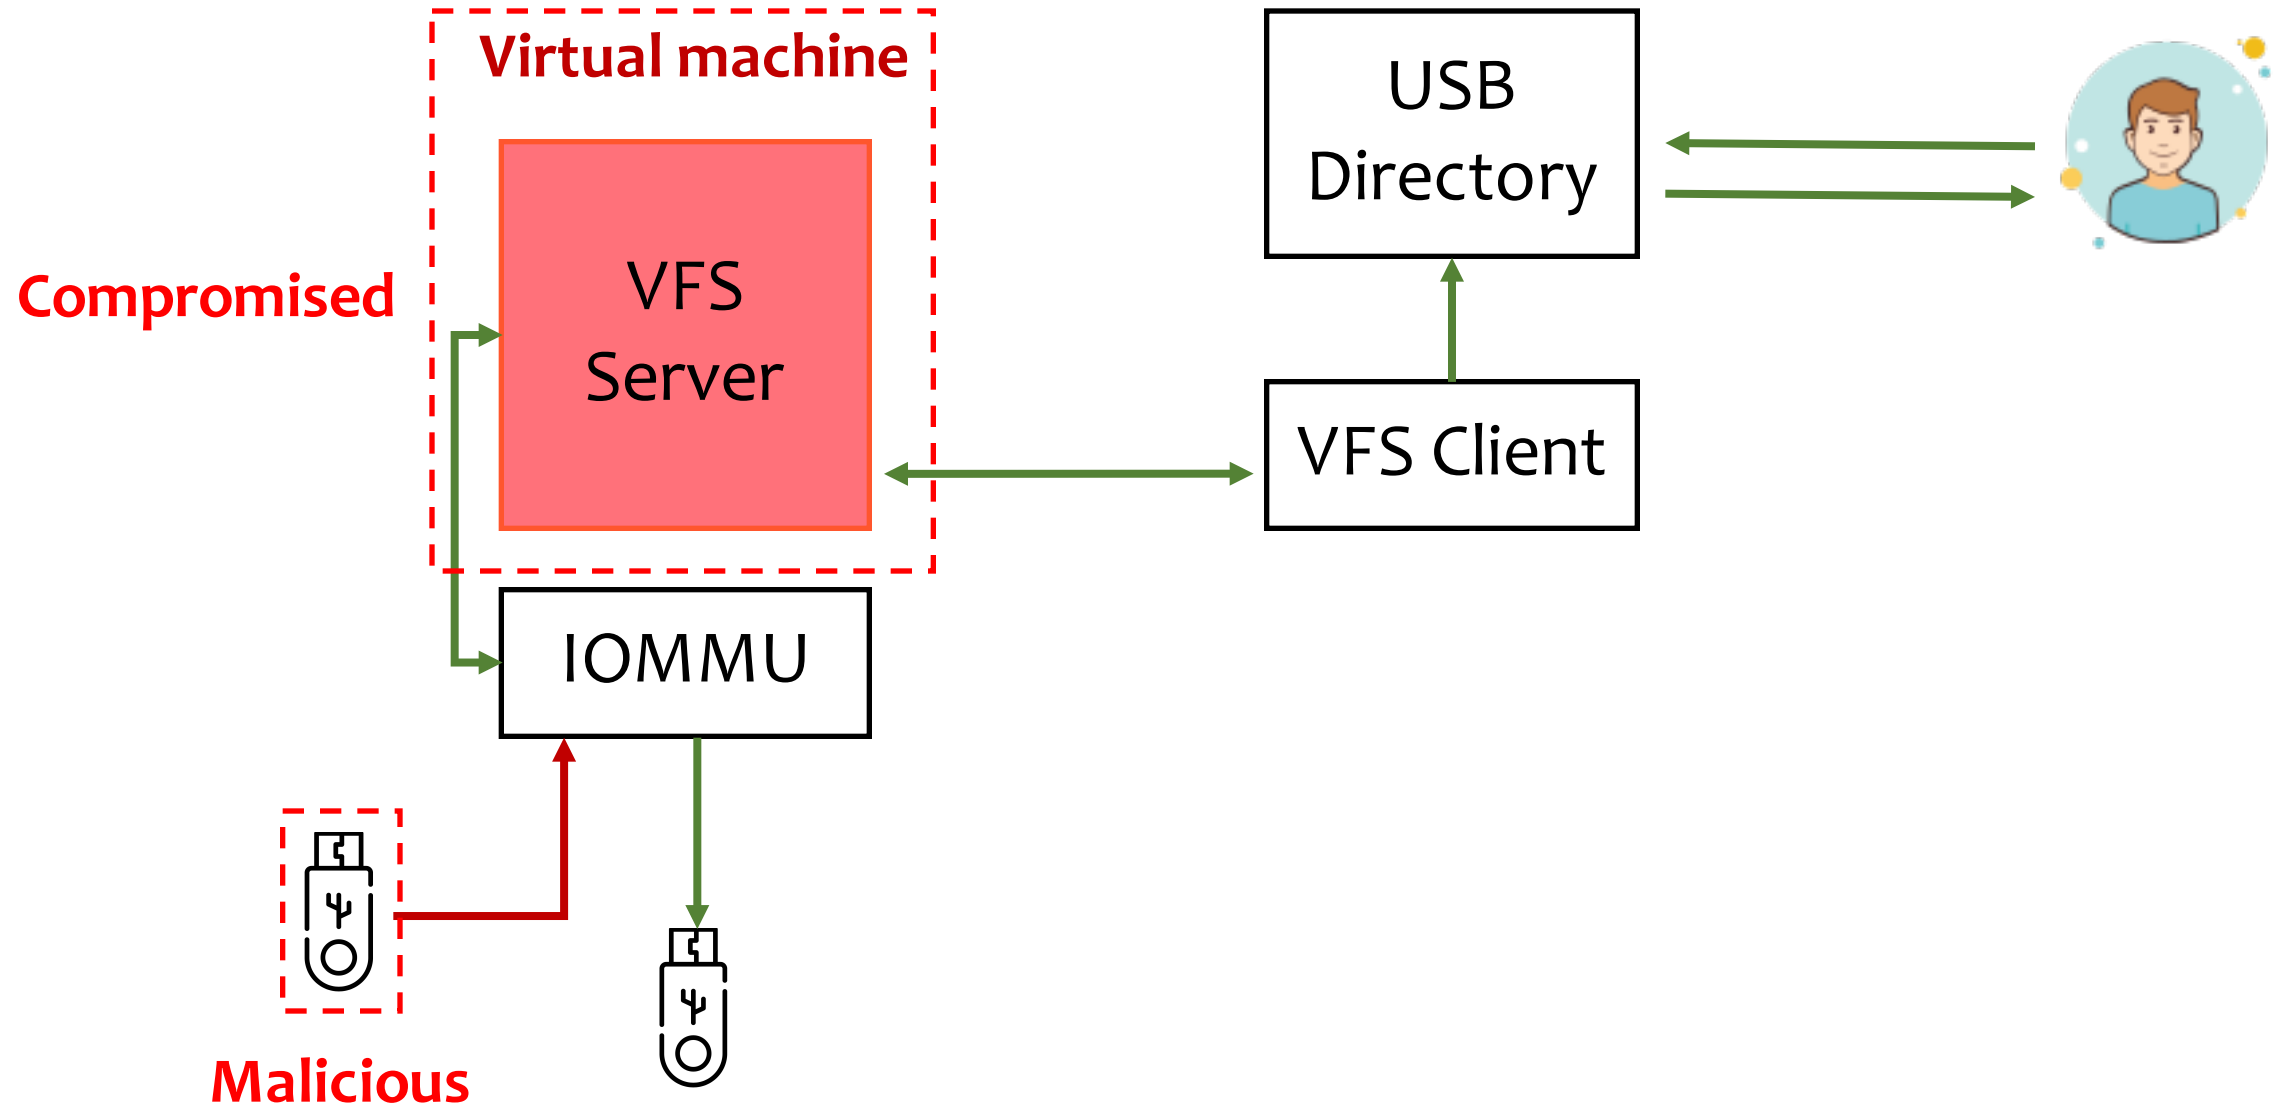 Virtual machine
USB
Directory
VFS
Server
Compromised
VFS Client
IOMMU
Malicious